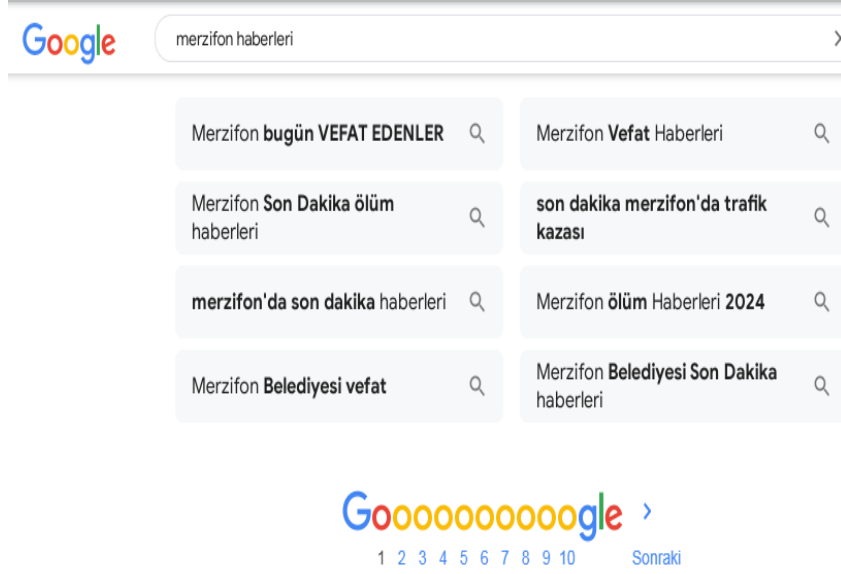 Google
merzifon haberleri
Merzifon bugün VEFAT EDENLER
Merzifon Vefat Haberleri
Merzifon Son Dakika ölüm
haberleri
son dakika merzifon'da trafik
kazası
merzifon'da son dakika haberleri
Merzifon ölüm Haberleri 2024
Merzifon Belediyesi vefat
Merzifon Belediyesi Son Dakika
haberleri
Goooooooooogle >
1 2 3 4 5 6 7 8 9 10 Sonraki